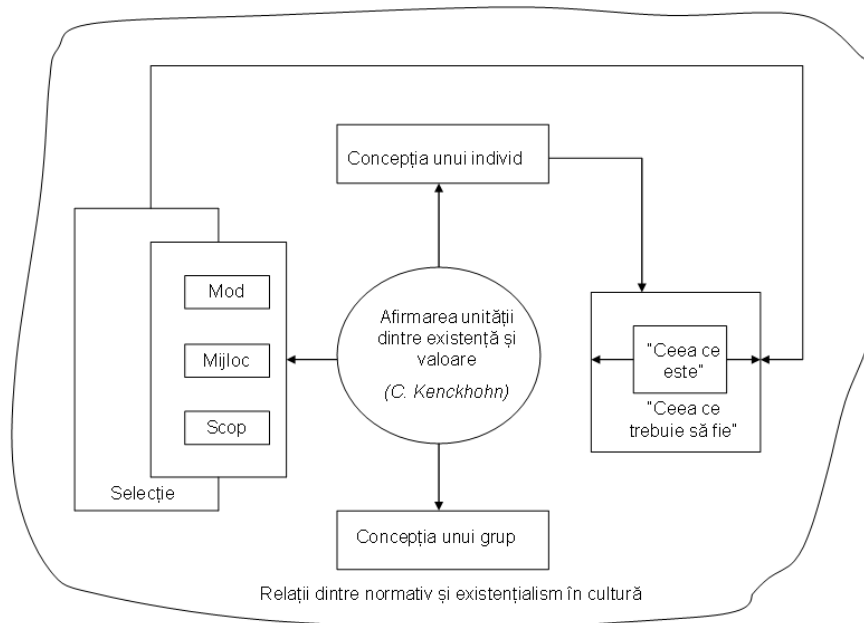 Concepția unui individ
Mod
Mijloc
Scop
Selecție
Afirmarea unității
dintre existență și
valoare
(C. Kenckhohn)
"Ceea ce
este"
"Ceea ce
trebuie să fie"
Concepția unui grup
Relații dintre normativ și existențialism în cultură